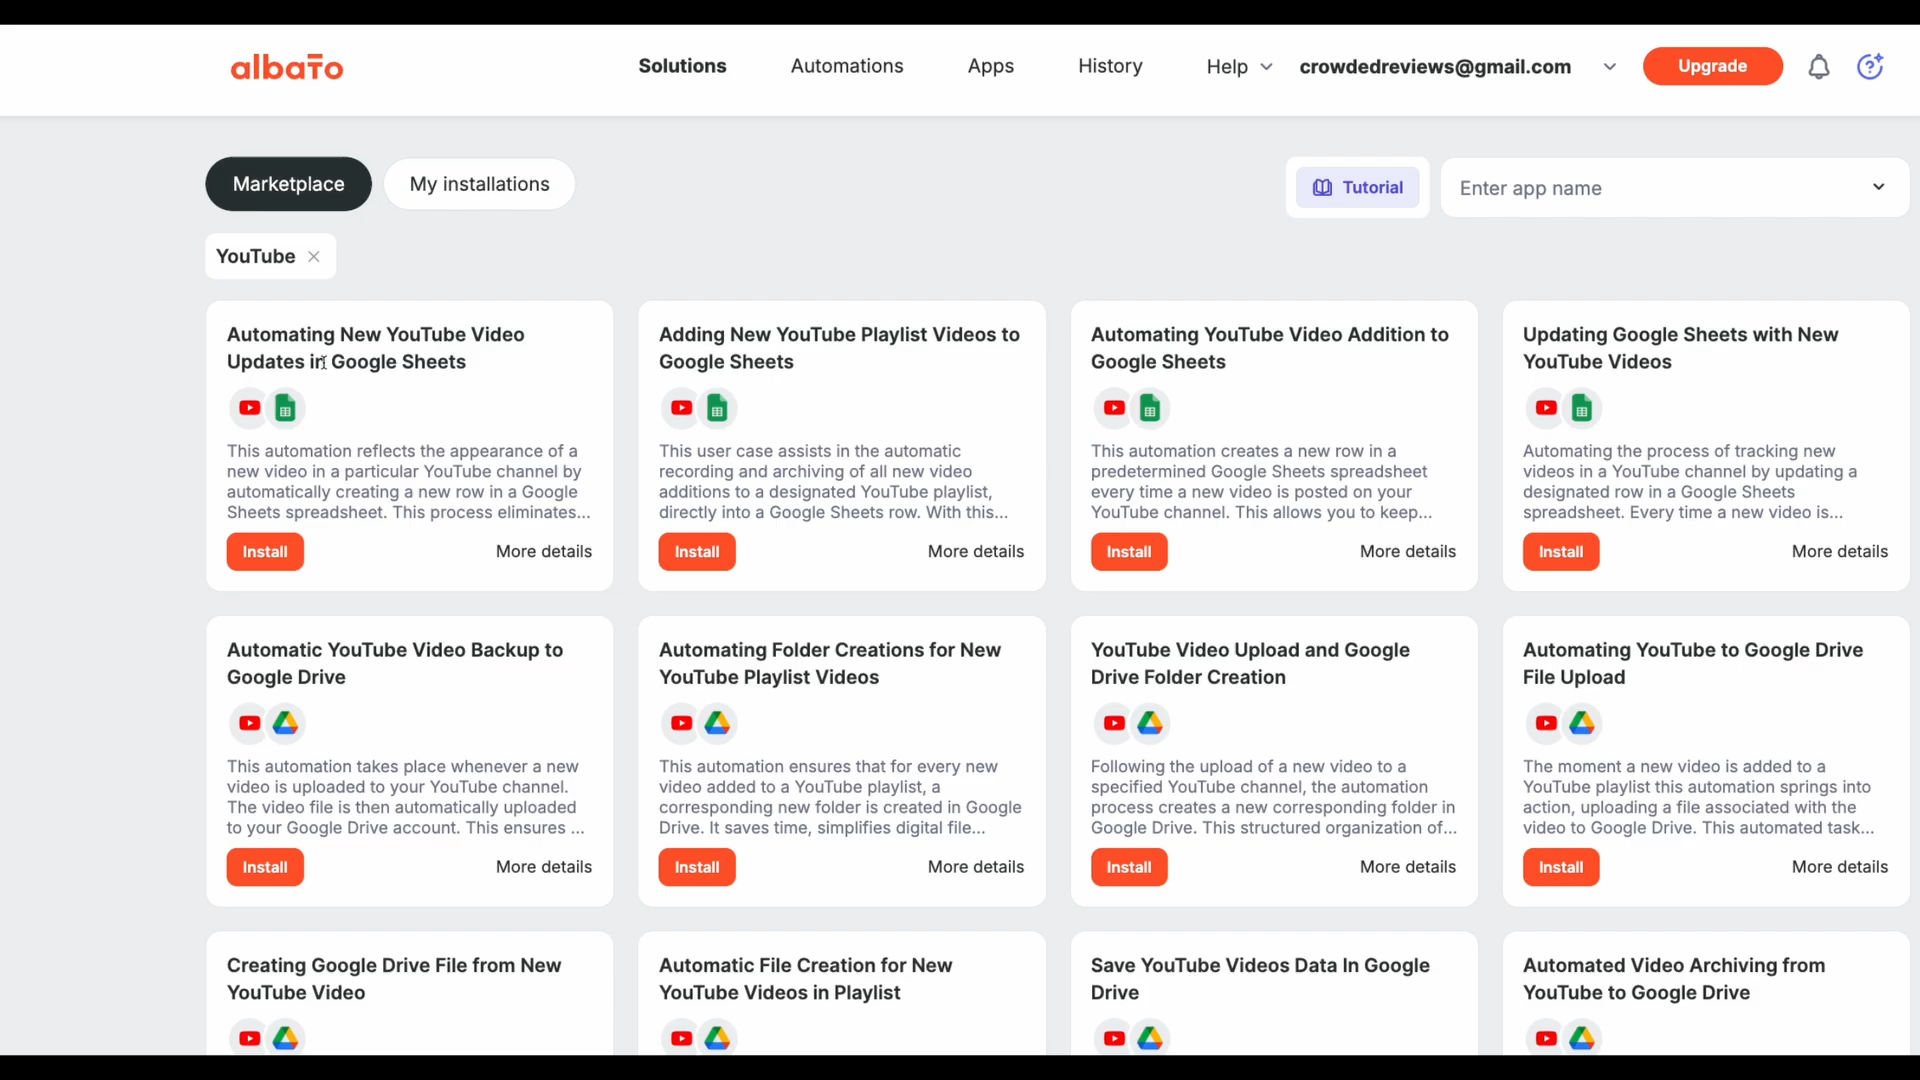 albato
Solutions
Automations
Apps
History
Help
crowdedreviews@gmail.com
Upgrade
Marketplace
My installations
Tutorial
Enter app name
YouTube
Automating New YouTube Video
Updates in Google Sheets
This automation reflects the appearance of a
new video in a particular YouTube channel by
automatically creating a new row in a Google
Sheets spreadsheet. This process eliminates...
Install
More details
Adding New YouTube Playlist Videos to
Google Sheets
This user case assists in the automatic
recording and archiving of all new video
additions to a designated YouTube playlist,
directly into a Google Sheets row. With this...
Install
More details
Automating YouTube Video Addition to
Google Sheets
This automation creates a new row in a
predetermined Google Sheets spreadsheet
every time a new video is posted on your
YouTube channel. This allows you to keep...
Install
More details
Updating Google Sheets with New
YouTube Videos
Automating the process of tracking new
videos in a YouTube channel by updating a
designated row in a Google Sheets
spreadsheet. Every time a new video is...
Install
More details
Automatic YouTube Video Backup to
Google Drive
This automation takes place whenever a new
video is uploaded to your YouTube channel.
The video file is then automatically uploaded
to your Google Drive account. This ensures ...
Install
More details
Automating Folder Creations for New
YouTube Playlist Videos
This automation ensures that for every new
video added to a YouTube playlist, a
corresponding new folder is created in Google
Drive. It saves time, simplifies digital file...
Install
More details
YouTube Video Upload and Google
Drive Folder Creation
Following the upload of a new video to a
specified YouTube channel, the automation
process creates a new corresponding folder in
Google Drive. This structured organization of...
Install
More details
Automating YouTube to Google Drive
File Upload
The moment a new video is added to a
YouTube playlist this automation springs into
action, uploading a file associated with the
video to Google Drive. This automated task...
Install
More details
Creating Google Drive File from New
YouTube Video
Automatic File Creation for New
YouTube Videos in Playlist
Save YouTube Videos Data In Google
Drive
Automated Video Archiving from
YouTube to Google Drive